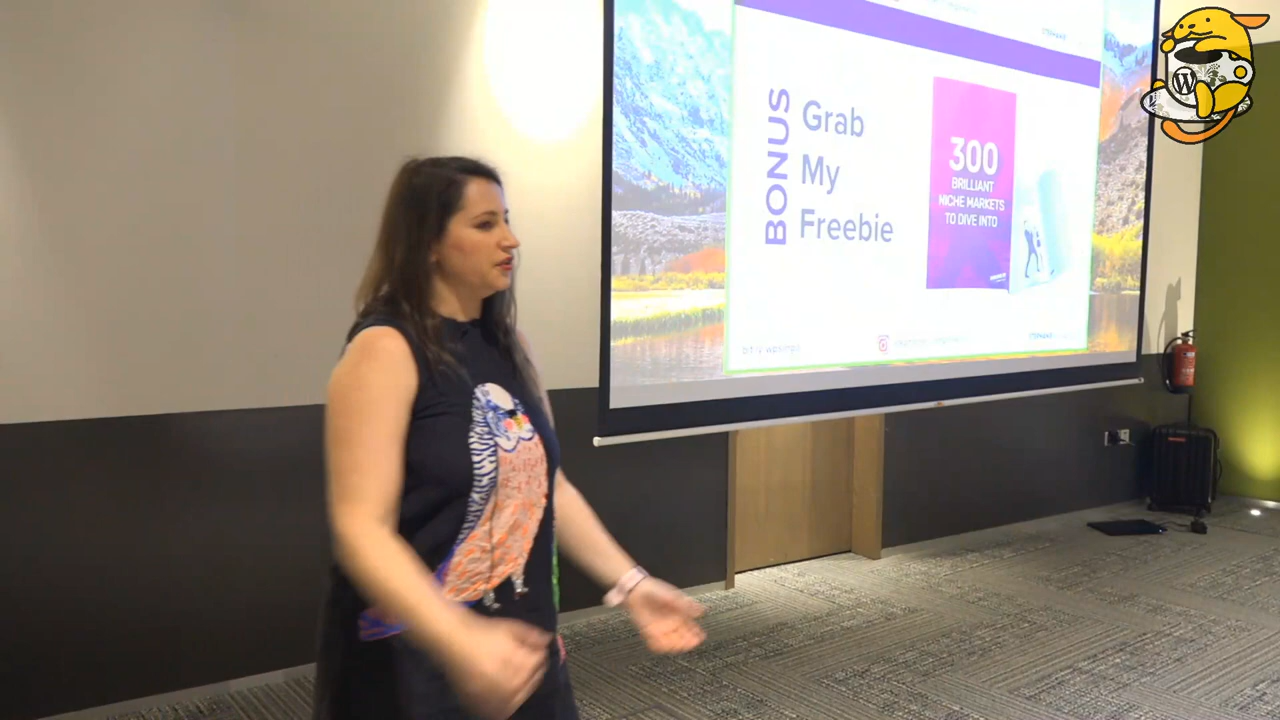 BONUS
Grab
My
Freebie
300
BRILLIANT
NICHE MARKETS
TO DIVE INTO
W